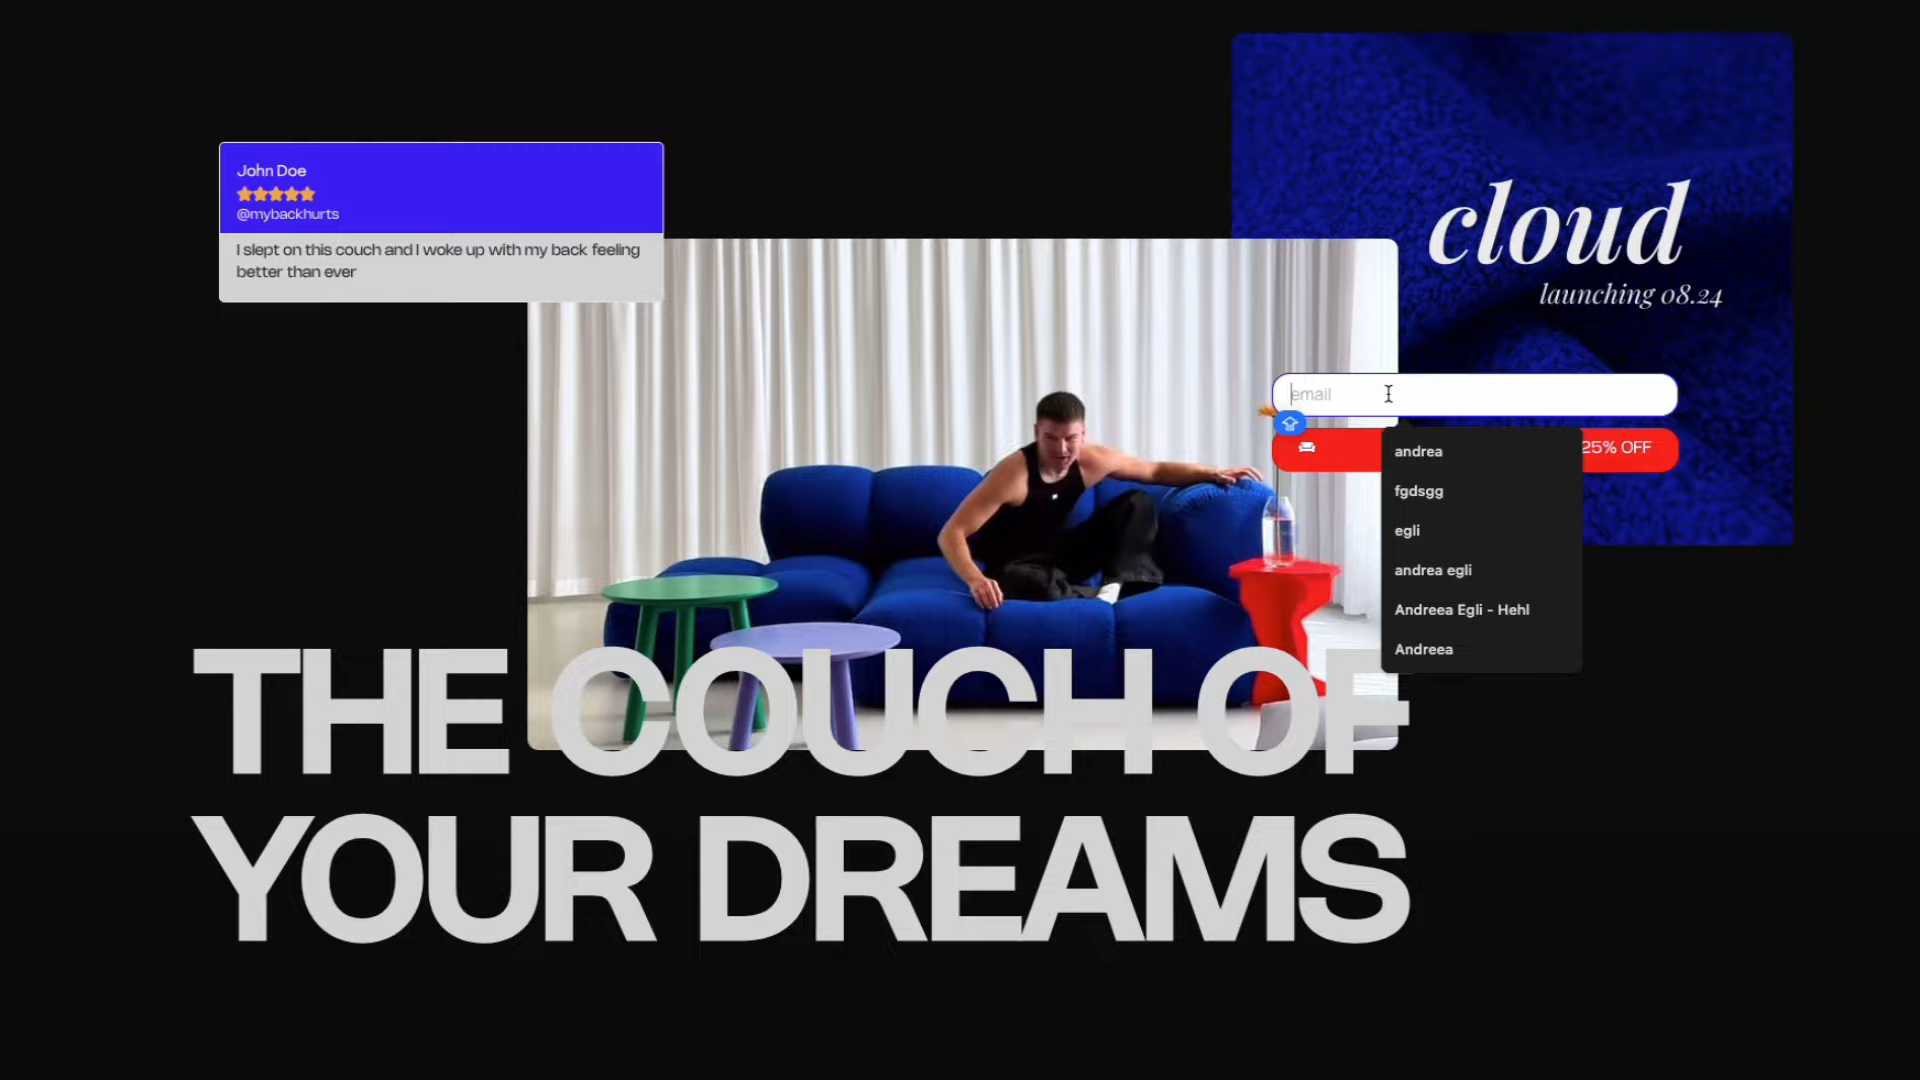 John Doe
@mybackhurts
I slept on this couch and I woke up with my back feeling
better than ever
cloud
launching 08.24
email
25% OFF
andrea
fgdsgg
egli
andrea egli
Andreea Egli - Hehl
Andreea
THE COUCH OF
YOUR DREAMS